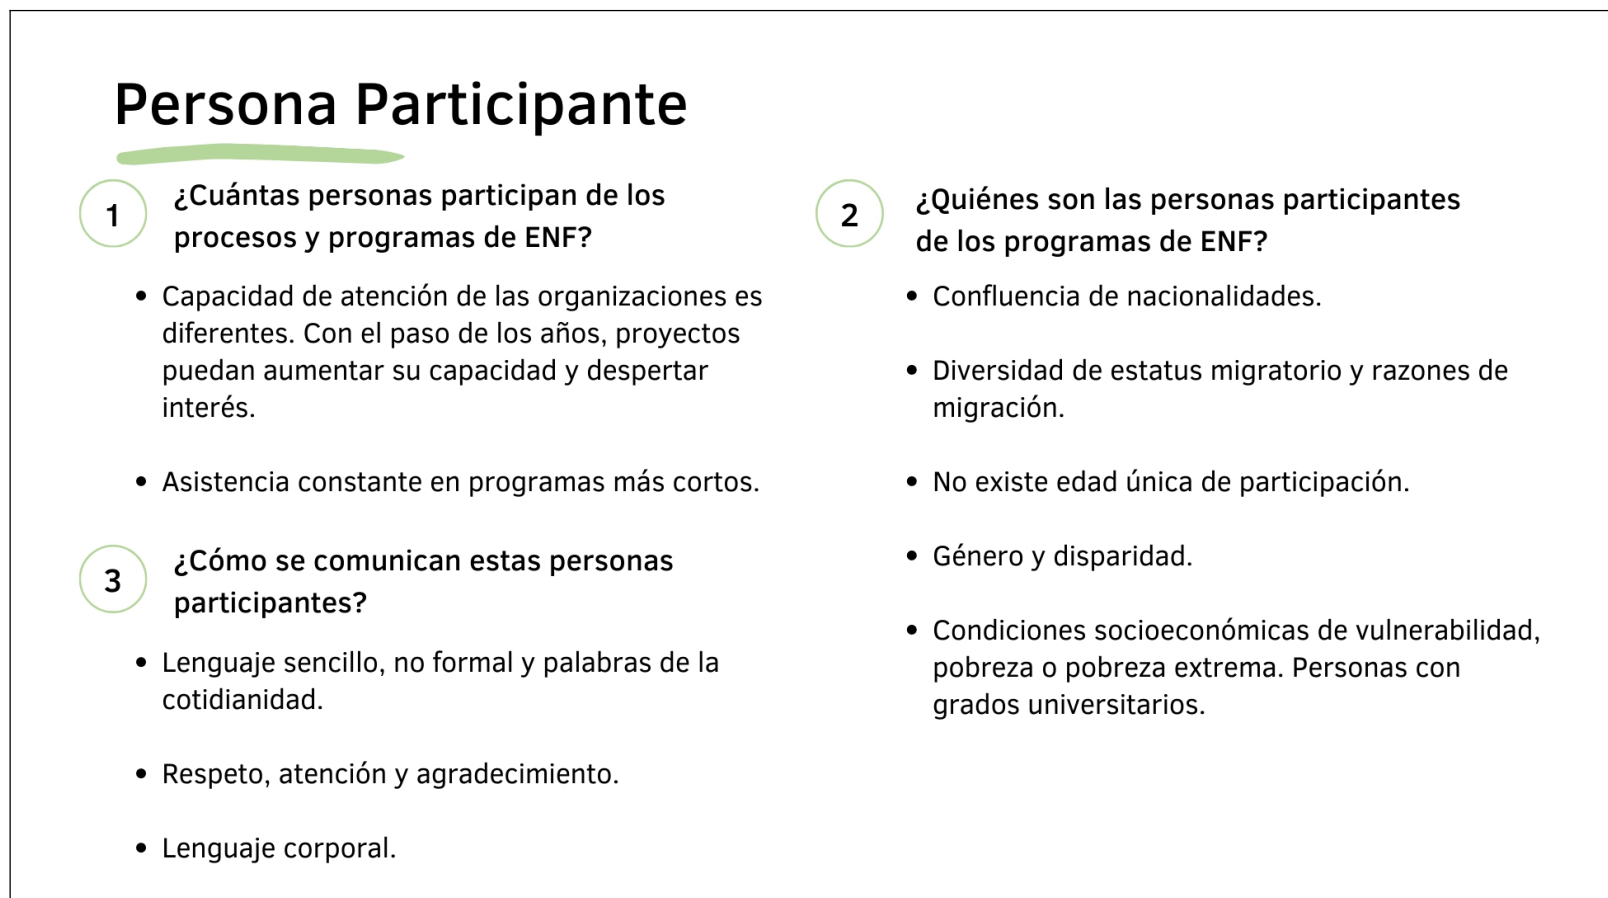 Persona Participante
1
¿Cuántas personas participan de los
procesos y programas de ENF?
• Capacidad de atención de las organizaciones es
diferentes. Con el paso de los años, proyectos
puedan aumentar su capacidad y despertar
interés.
• Asistencia constante en programas más cortos.
2
¿Quiénes son las personas participantes
de los programas de ENF?
• Confluencia de nacionalidades.
• Diversidad de estatus migratorio y razones de
migración.
• No existe edad única de participación.
• Género y disparidad.
• Condiciones socioeconómicas de vulnerabilidad,
pobreza o pobreza extrema. Personas con
grados universitarios.
3
¿Cómo se comunican estas personas
participantes?
• Lenguaje sencillo, no formal y palabras de la
cotidianidad.
• Respeto, atención y agradecimiento.
• Lenguaje corporal.